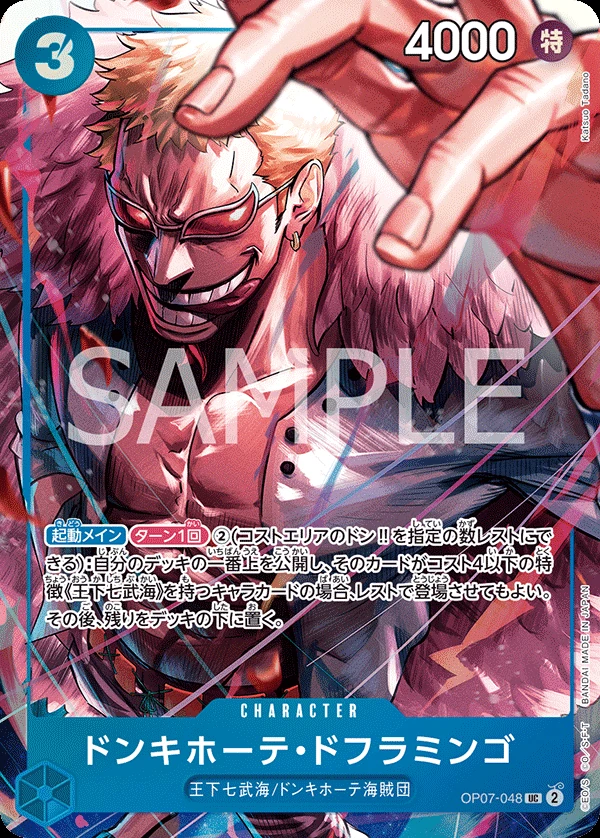 3
4000
特
Katsuo Tadano
SAMPLE
起動メイン ターン1回 ②(コストエリアのドン!!を指定の数レストにで
きる):自分のデッキの一番上を公開し、そのカードがコスト4以下の特
徴《王下七武海》を持つキャラカードの場合、レストで登場させてもよい。
その後、残りをデッキの下に置く。
CHARACTER
ドンキホーテ・ドフラミンゴ
王下七武海/ドンキホーテ海賊団
OP07-048 UC 2
©E.O/S. ©O/S・F・T BANDAI MADE IN JAPAN